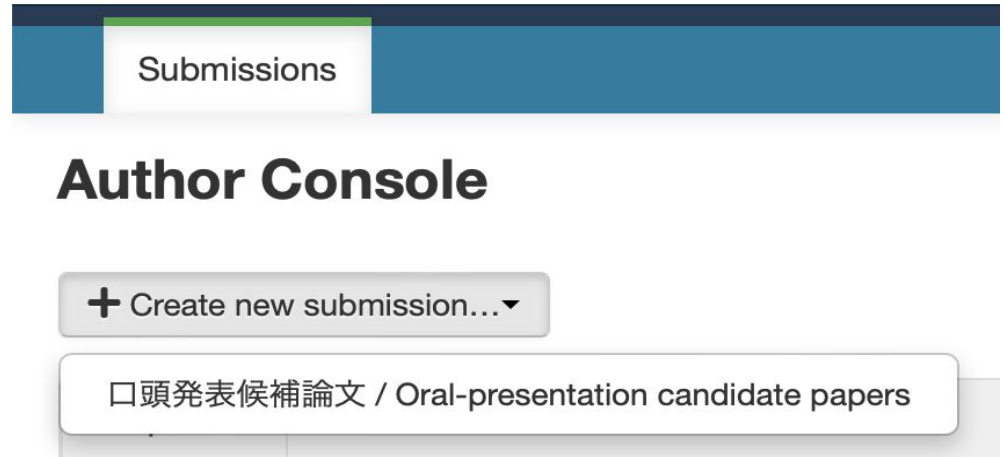 Submissions
Author Console
+ Create new submission...
口頭発表候補論文 / Oral-presentation candidate papers